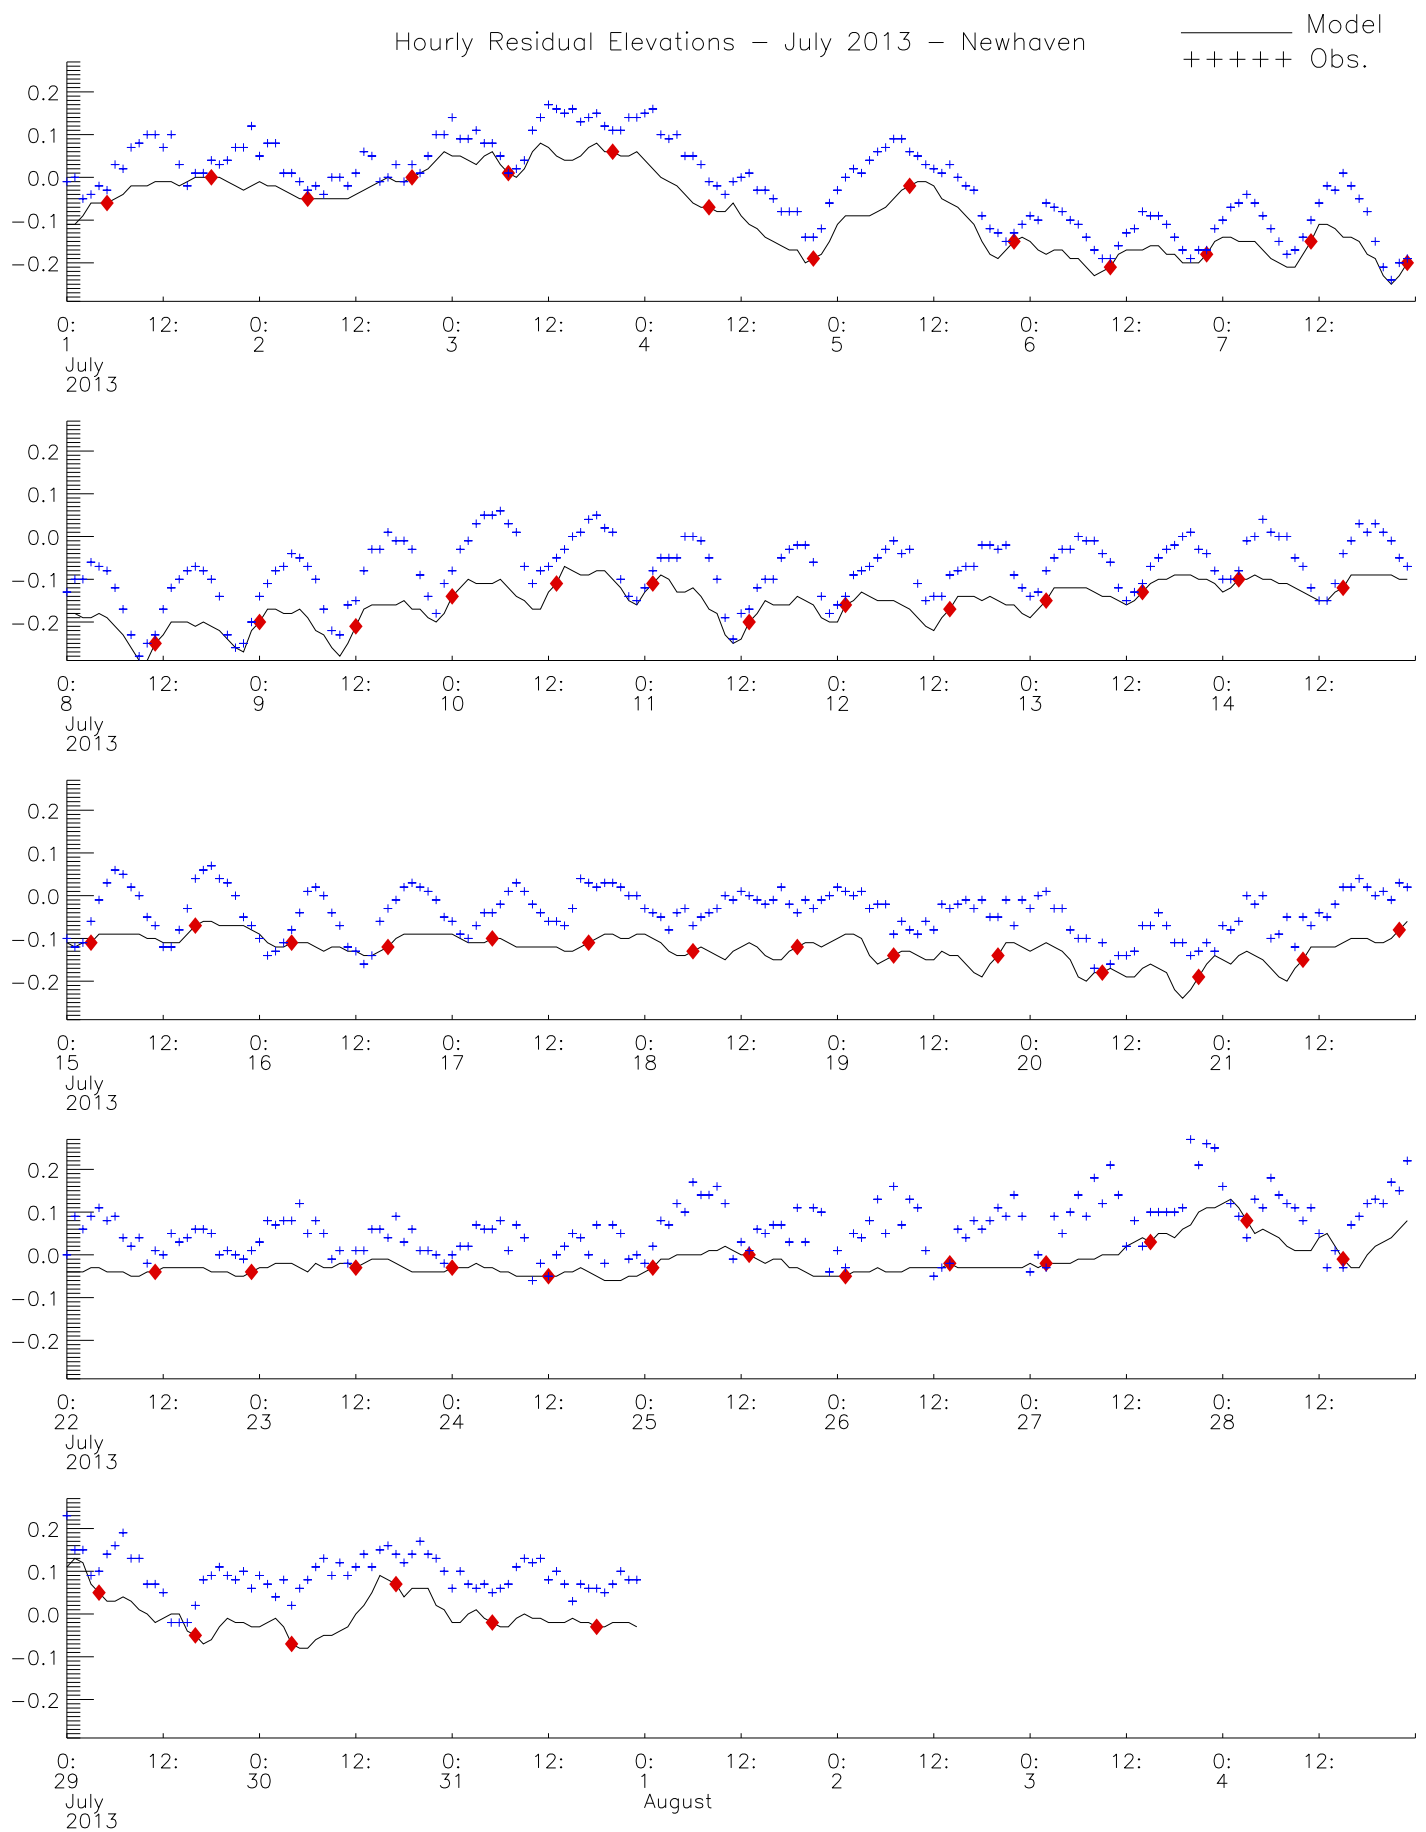 Hourly Residual Elevations – July 2013 – Newhaven
Model
+++++ Obs.
0.2
0.1
0.0
−0.1
−0.2
0: 12: 0: 12: 0: 12: 0: 12: 0: 12: 0: 12: 0: 12:
1 2 3 4 5 6 7
July
2013
0.2
0.1
0.0
−0.1
−0.2
0: 12: 0: 12: 0: 12: 0: 12: 0: 12: 0: 12: 0: 12:
8 9 10 11 12 13 14
July
2013
0.2
0.1
0.0
−0.1
−0.2
0: 12: 0: 12: 0: 12: 0: 12: 0: 12: 0: 12: 0: 12:
15 16 17 18 19 20 21
July
2013
0.2
0.1
0.0
−0.1
−0.2
0: 12: 0: 12: 0: 12: 0: 12: 0: 12: 0: 12: 0: 12:
22 23 24 25 26 27 28
July
2013
0.2
0.1
0.0
−0.1
−0.2
0: 12: 0: 12: 0: 12: 0: 12: 0: 12: 0: 12: 0: 12:
29 30 31 1 2 3 4
July August
2013